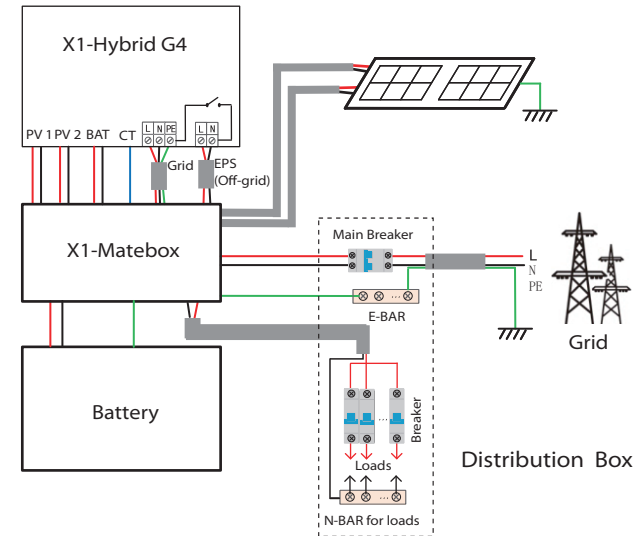 X1-Hybrid G4
PV 1 PV 2 BAT CT
L N PE
L N
Grid
EPS
(Off-grid)
X1-Matebox
Main Breaker
L
N
PE
E-BAR
Grid
Battery
Breaker
Loads
Distribution Box
N-BAR for loads